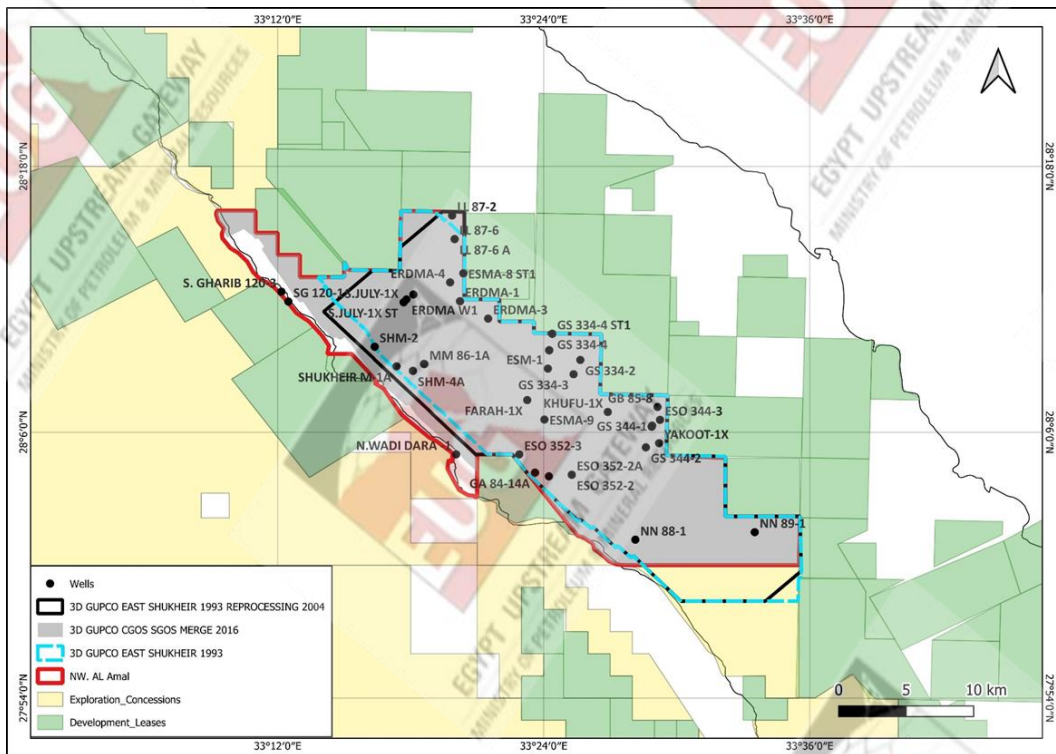 33°12'0"E
33°24'0"E
33°36'0"E
28°18'0"N
28°18'0"N
LL 87-2
LL 87-6
LL 87-6 A
ERDMA-4
ESMA-8 ST1
S. GHARIB 120-3
SG 120-1
S.JULY-1X
ERDMA-1
S.JULY-1X ST
ERDMA W1
ERDMA-3
GS 334-4 ST1
SHM-2
GS 334-4
MM 86-1A
ESM-1
SHUKHEIR-M-1A
SHM-4A
GS 334-2
GS 334-3
KHUFU-1X
GB 85-8
FARAH-1X
ESO 344-3
ESMA-9
GS 344-1
28°6'0"N
28°6'0"N
YAKOOT-1X
N.WADI DARA -1
ESO 352-3
GS 344-2
ESO 352-2A
GA 84-14A
ESO 352-2
NN 88-1
NN 89-1
Wells
3D GUPCO EAST SHUKHEIR 1993 REPROCESSING 2004
3D GUPCO CGOS SGOS MERGE 2016
3D GUPCO EAST SHUKHEIR 1993
NW. AL Amal
Exploration_Concessions
Development_Leases
0 5 10 km
27°54'0"N
27°54'0"N
33°12'0"E
33°24'0"E
33°36'0"E
EUG
EGYPT UPSTREAM GATEWAY
MINISTRY OF PETROLEUM & MINERAL RESOURCES